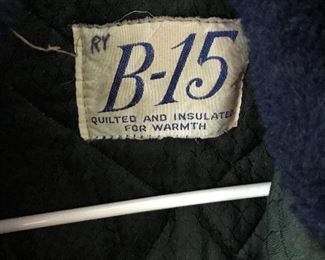 RY
B-15
QUILTED AND INSULATED
FOR WARMTH